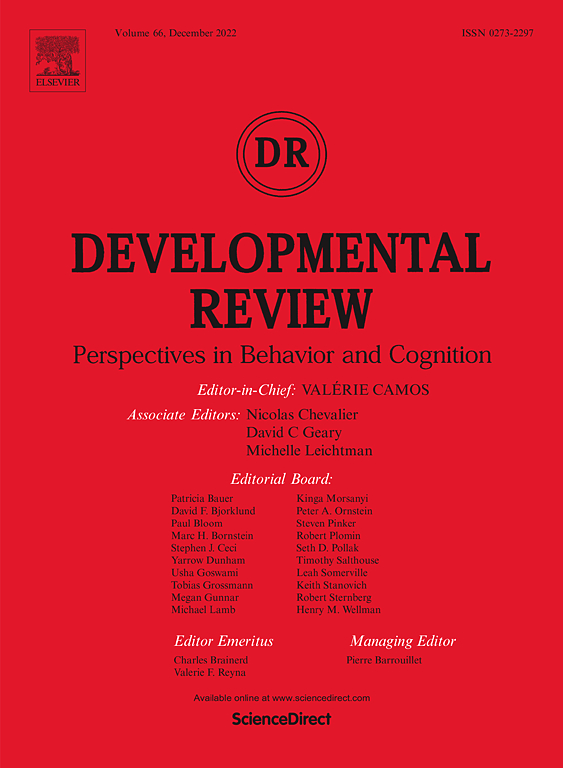 Volume 66, December 2022 ISSN 0273-2297
ELSEVIER
DR
DEVELOPMENTAL
REVIEW
Perspectives in Behavior and Cognition
Editor-in-Chief: VALÉRIE CAMOS
Associate Editors: Nicolas Chevalier
David C Geary
Michelle Leichtman
Editorial Board:
Patricia Bauer
David F. Bjorklund
Paul Bloom
Marc H. Bornstein
Stephen J. Ceci
Yarrow Dunham
Usha Goswami
Tobias Grossmann
Megan Gunnar
Michael Lamb
Kinga Morsanyi
Peter A. Ornstein
Steven Pinker
Robert Plomin
Seth D. Pollak
Timothy Salthouse
Leah Somerville
Keith Stanovich
Robert Sternberg
Henry M. Wellman
Editor Emeritus
Charles Brainerd
Valerie F. Reyna
Managing Editor
Pierre Barrouillet
Available online at www.sciencedirect.com
ScienceDirect